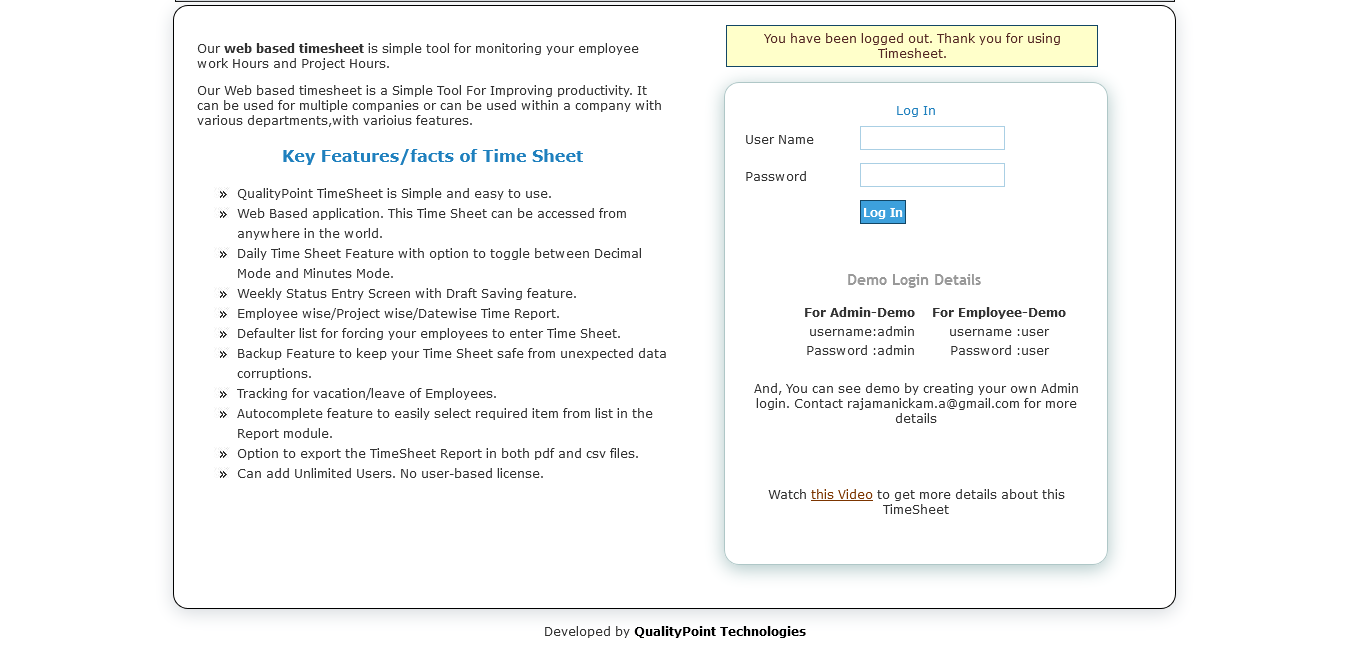 Our web based timesheet is simple tool for monitoring your employee
work Hours and Project Hours.
Our Web based timesheet is a Simple Tool For Improving productivity. It
can be used for multiple companies or can be used within a company with
various departments,with varioius features.
Key Features/facts of Time Sheet
» QualityPoint TimeSheet is Simple and easy to use.
» Web Based application. This Time Sheet can be accessed from
anywhere in the world.
» Daily Time Sheet Feature with option to toggle between Decimal
Mode and Minutes Mode.
» Weekly Status Entry Screen with Draft Saving feature.
» Employee wise/Project wise/Datewise Time Report.
» Defaulter list for forcing your employees to enter Time Sheet.
» Backup Feature to keep your Time Sheet safe from unexpected data
corruptions.
» Tracking for vacation/leave of Employees.
» Autocomplete feature to easily select required item from list in the
Report module.
» Option to export the TimeSheet Report in both pdf and csv files.
» Can add Unlimited Users. No user-based license.
You have been logged out. Thank you for using
Timesheet.
Log In
User Name
Password
Log In
Demo Login Details
For Admin-Demo For Employee-Demo
username:admin username :user
Password :admin Password :user
And, You can see demo by creating your own Admin
login. Contact rajamanickam.a@gmail.com for more
details
Watch this Video to get more details about this
TimeSheet
Developed by QualityPoint Technologies